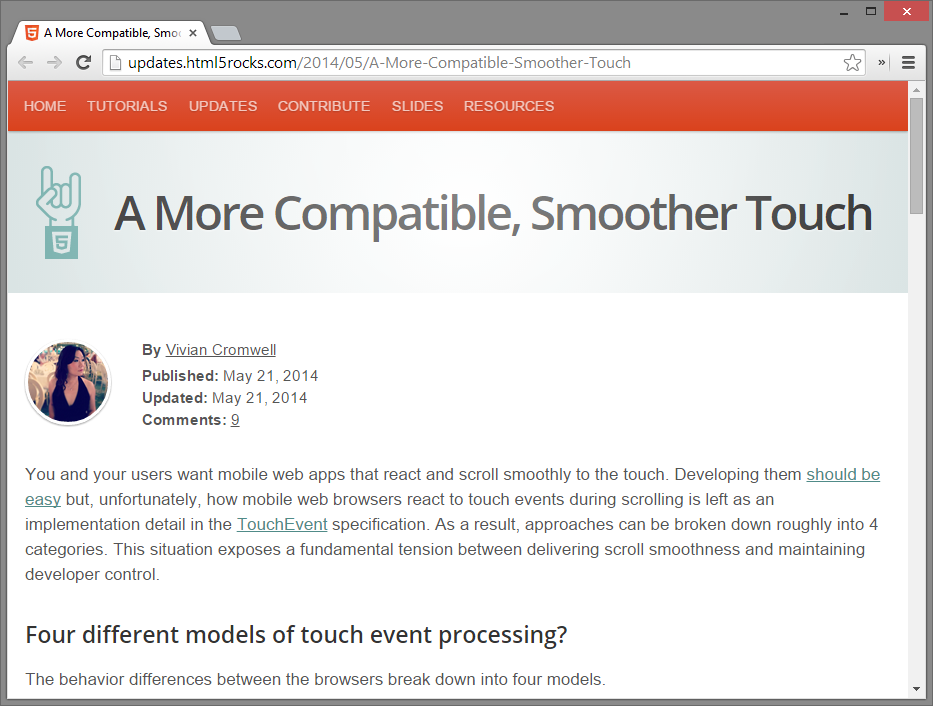 A More Compatible, Smoo
updates.html5rocks.com/2014/05/A-More-Compatible-Smoother-Touch
HOME TUTORIALS UPDATES CONTRIBUTE SLIDES RESOURCES
A More Compatible, Smoother Touch
By Vivian Cromwell
Published: May 21, 2014
Updated: May 21, 2014
Comments: 9
You and your users want mobile web apps that react and scroll smoothly to the touch. Developing them should be
easy but, unfortunately, how mobile web browsers react to touch events during scrolling is left as an
implementation detail in the TouchEvent specification. As a result, approaches can be broken down roughly into 4
categories. This situation exposes a fundamental tension between delivering scroll smoothness and maintaining
developer control.
Four different models of touch event processing?
The behavior differences between the browsers break down into four models.